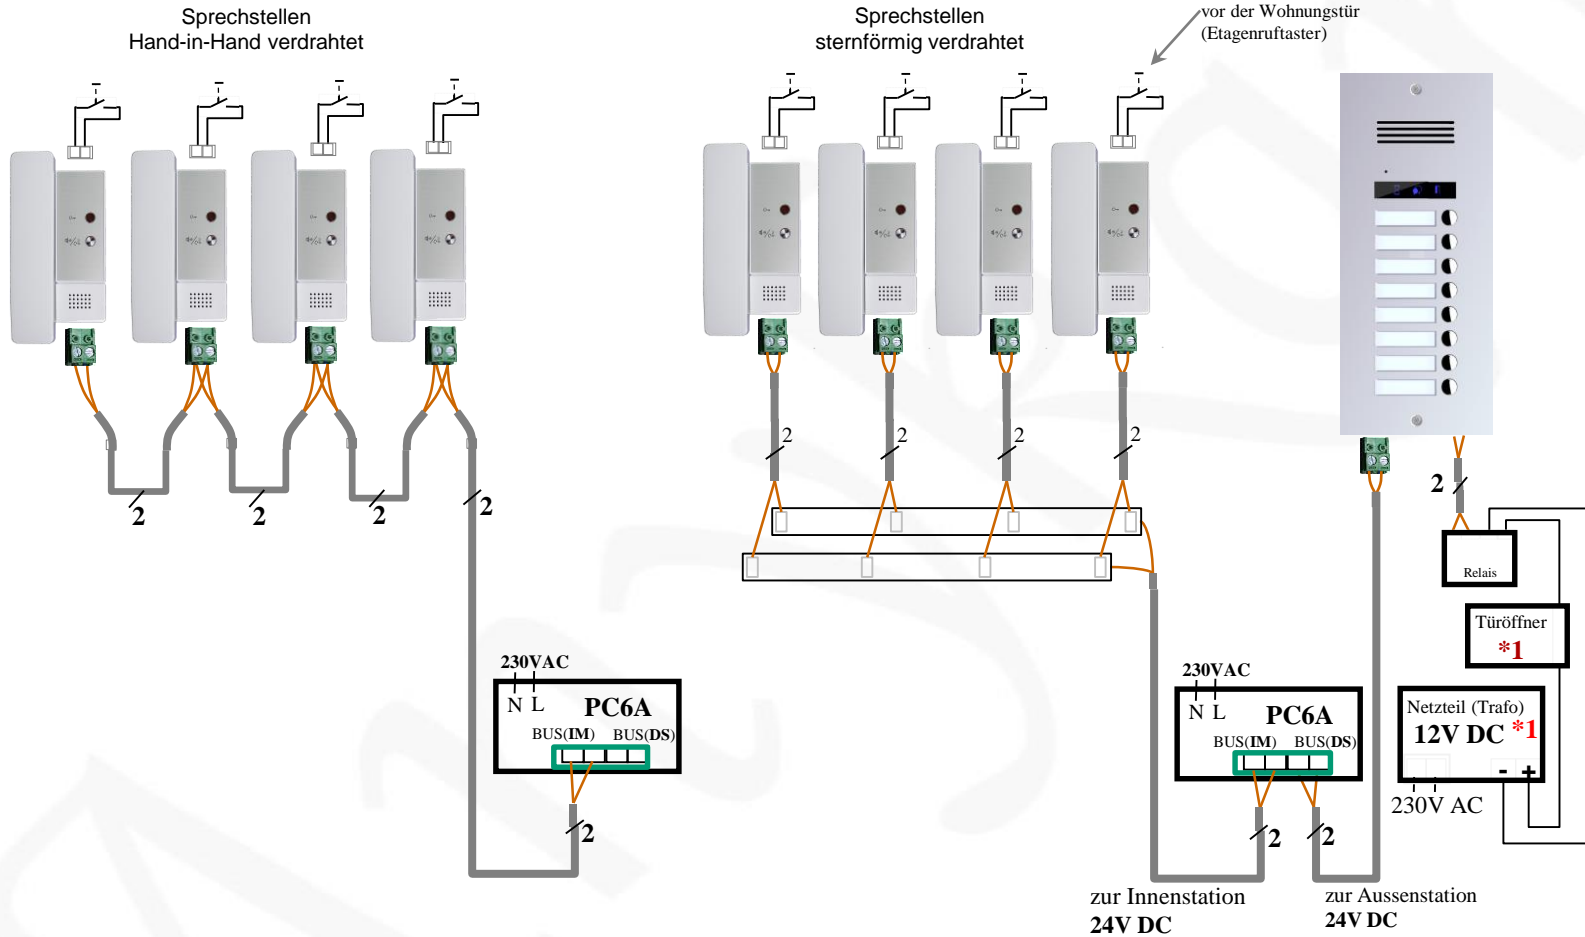 Sprechstellen
Hand-in-Hand verdrahtet
Sprechstellen
sternförmig verdrahtet
vor der Wohnungstür
(Etagenruftaster)
2
2
2
2
2
2
2
2
2
Relais
Türöffner
*1
Netzteil (Trafo)
12V DC *1
- +
230V AC
230VAC
N L
PC6A
BUS(IM) BUS(DS)
2
230VAC
N L
PC6A
BUS(IM) BUS(DS)
2
2
zur Innenstation
24V DC
zur Aussenstation
24V DC